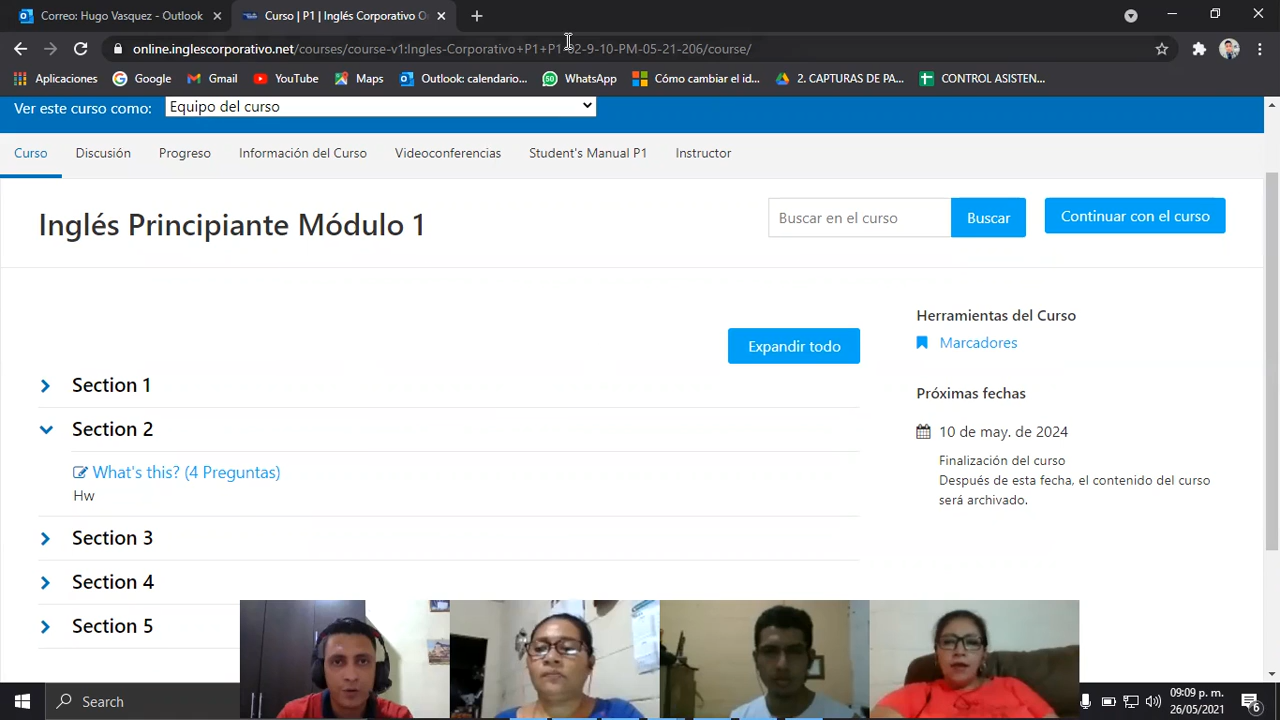 Correo: Hugo Vasquez - Outlook
Curso | P1 | Inglés Corporativo O
online.inglescorporativo.net/courses/course-v1:Ingles-Corporativo+P1+P1-02-9-10-PM-05-21-206/course/
Aplicaciones
Google
Gmail
YouTube
Maps
Outlook: calendario...
WhatsApp
Cómo cambiar el id...
2. CAPTURAS DE PA...
CONTROL ASISTEN...
Ver este curso como:
Equipo del curso
Curso
Discusión
Progreso
Información del Curso
Videoconferencias
Student's Manual P1
Instructor
Inglés Principiante Módulo 1
Buscar en el curso
Buscar
Continuar con el curso
Herramientas del Curso
Marcadores
Expandir todo
Próximas fechas
10 de may. de 2024
Finalización del curso
Después de esta fecha, el contenido del curso
será archivado.
Section 1
Section 2
What's this? (4 Preguntas)
Hw
Section 3
Section 4
Section 5
Search
09:09 p. m.
26/05/2021
6